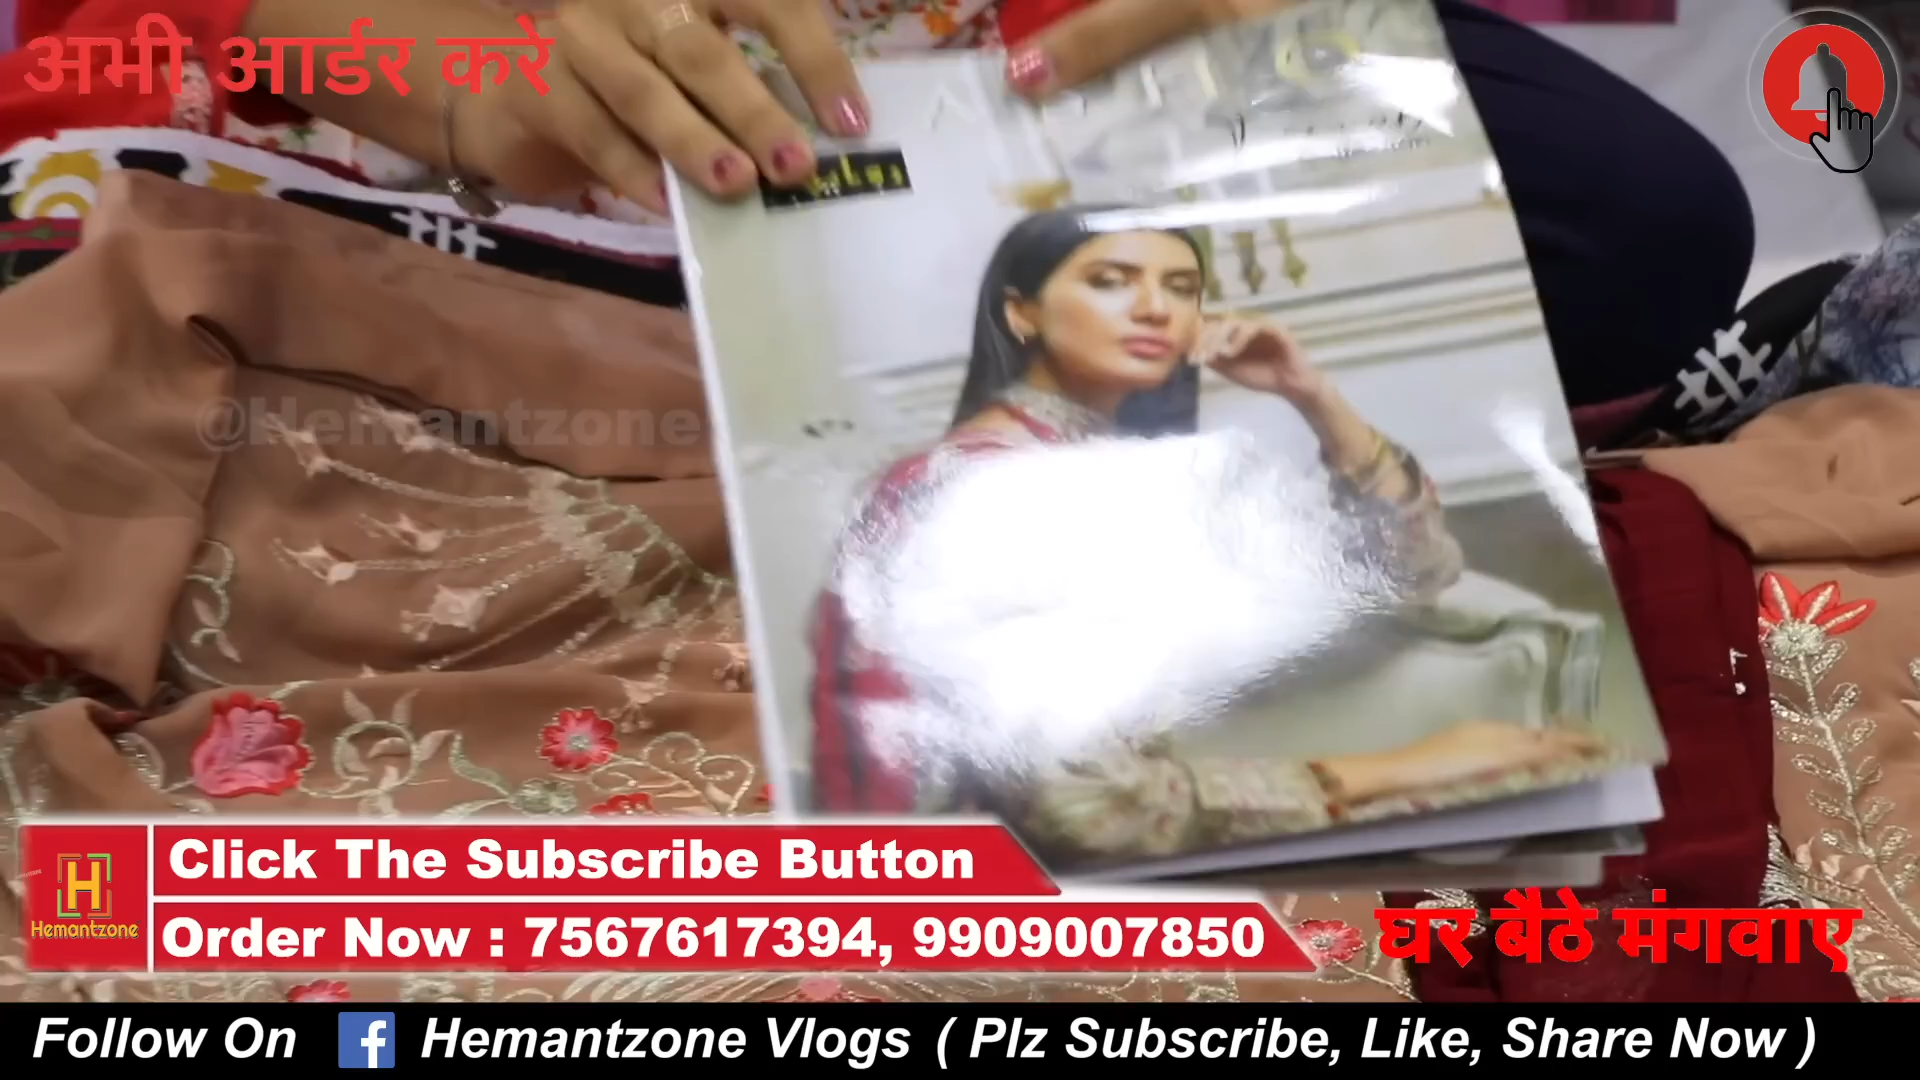 अभी आर्डर करे
@Hemantzone
Click The Subscribe Button
Order Now : 7567617394, 9909007850
H
Hemantzone
घर बैठे मंगवाए
Follow On f Hemantzone Vlogs ( Plz Subscribe, Like, Share Now )